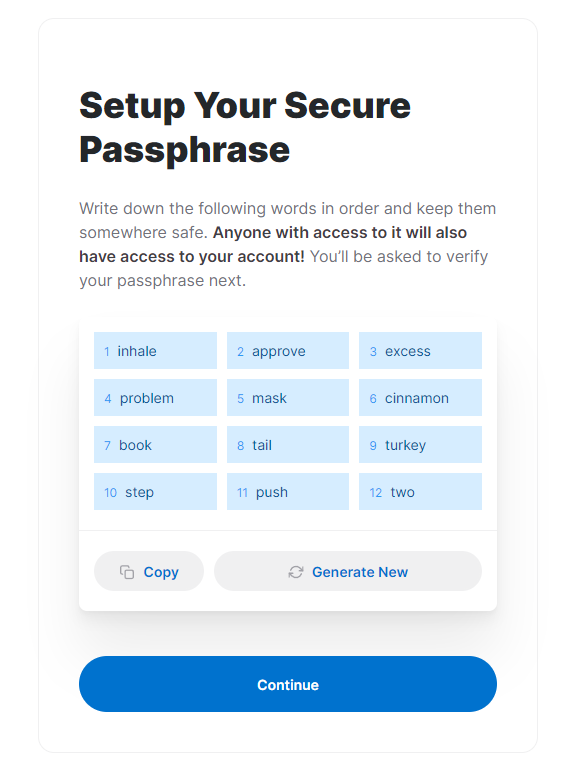 Setup Your Secure
Passphrase
Write down the following words in order and keep them
somewhere safe. Anyone with access to it will also
have access to your account! You’ll be asked to verify
your passphrase next.
1 inhale 2 approve 3 excess
4 problem 5 mask 6 cinnamon
7 book 8 tail 9 turkey
10 step 11 push 12 two
Copy Generate New
Continue